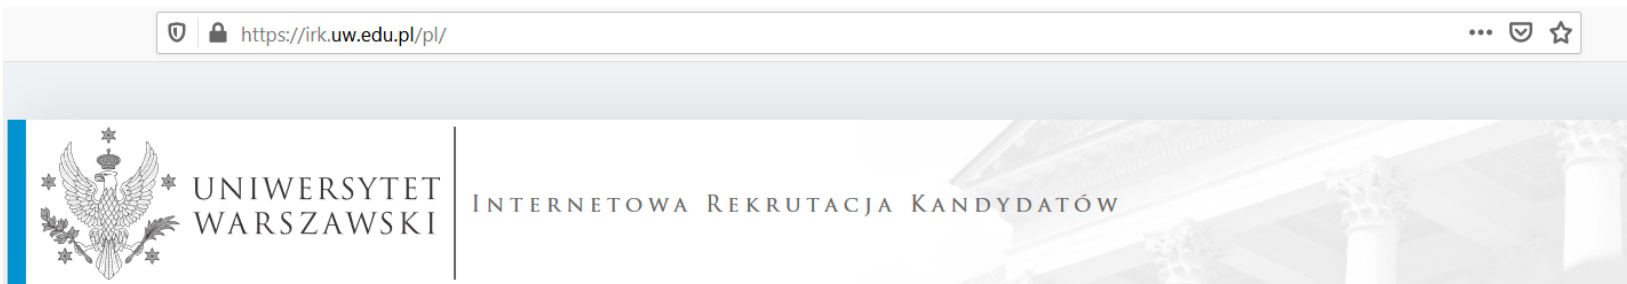 https://irk.uw.edu.pl/pl/
UNIWERSYTET
WARSZAWSKI
INTERNETOWA REKRUTACJA KANDYDATÓW